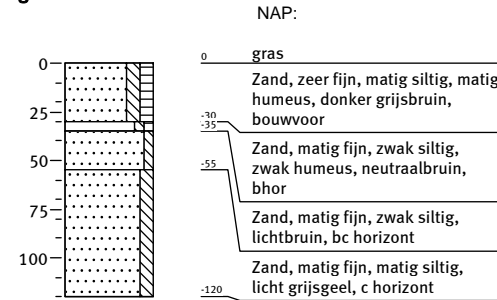 NAP:
0
25
50
75
100
0
gras
Zand, zeer fijn, matig siltig, matig
humeus, donker grijsbruin,
bouwvoor
-30
-35
Zand, matig fijn, zwak siltig,
zwak humeus, neutraalbruin,
bhor
-55
Zand, matig fijn, zwak siltig,
lichtbruin, bc horizont
Zand, matig fijn, matig siltig,
licht grijsgeel, c horizont
-120